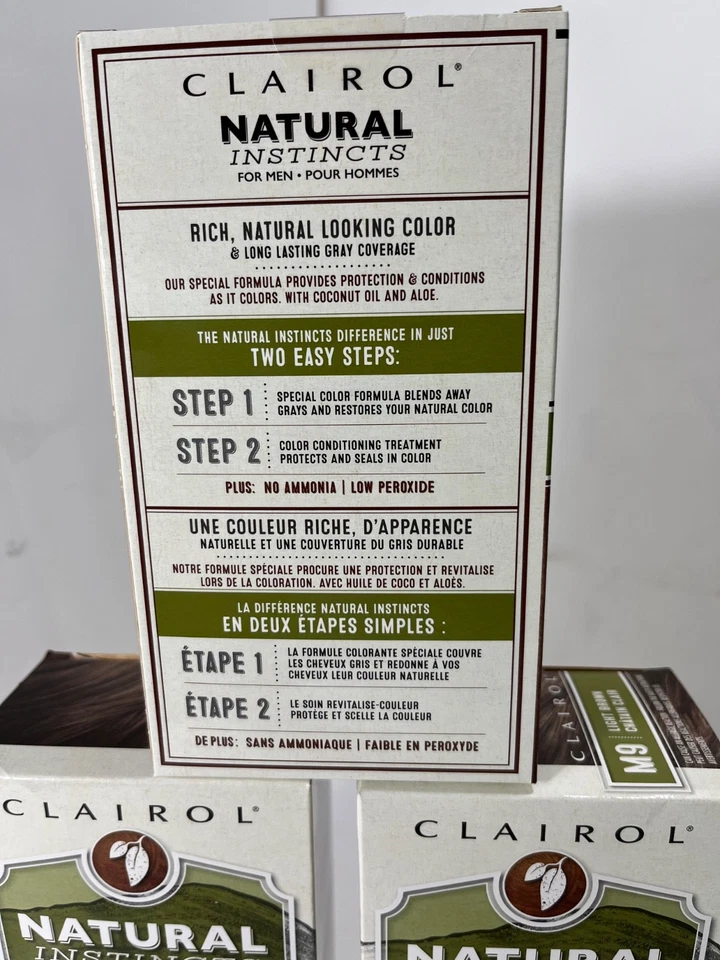 CLAIROL®
NATURAL
INSTINCTS
FOR MEN • POUR HOMMES
RICH, NATURAL LOOKING COLOR
& LONG LASTING GRAY COVERAGE
OUR SPECIAL FORMULA PROVIDES PROTECTION & CONDITIONS
AS IT COLORS. WITH COCONUT OIL AND ALOE.
THE NATURAL INSTINCTS DIFFERENCE IN JUST
TWO EASY STEPS:
STEP 1
SPECIAL COLOR FORMULA BLENDS AWAY
GRAYS AND RESTORES YOUR NATURAL COLOR
STEP 2
COLOR CONDITIONING TREATMENT
PROTECTS AND SEALS IN COLOR
PLUS: NO AMMONIA | LOW PEROXIDE
UNE COULEUR RICHE, D'APPARENCE
NATURELLE ET UNE COUVERTURE DU GRIS DURABLE
NOTRE FORMULE SPÉCIALE PROCURE UNE PROTECTION ET REVITALISE
LORS DE LA COLORATION. AVEC HUILE DE COCO ET ALOÈS.
LA DIFFÉRENCE NATURAL INSTINCTS
EN DEUX ÉTAPES SIMPLES :
ÉTAPE 1
LA FORMULE COLORANTE SPÉCIALE COUVRE
LES CHEVEUX GRIS ET REDONNE À VOS
CHEVEUX LEUR COULEUR NATURELLE
ÉTAPE 2
LE SOIN REVITALISE-COULEUR
PROTÈGE ET SCELLE LA COULEUR
DE PLUS: SANS AMMONIAQUE | FAIBLE EN PEROXYDE
CLAIROL
M9
LIGHT BROWN
CHÂTAIN CLAIR
CLAIROL®
NATURAL
INSTINCTS
CLAIROL®
NATURAL